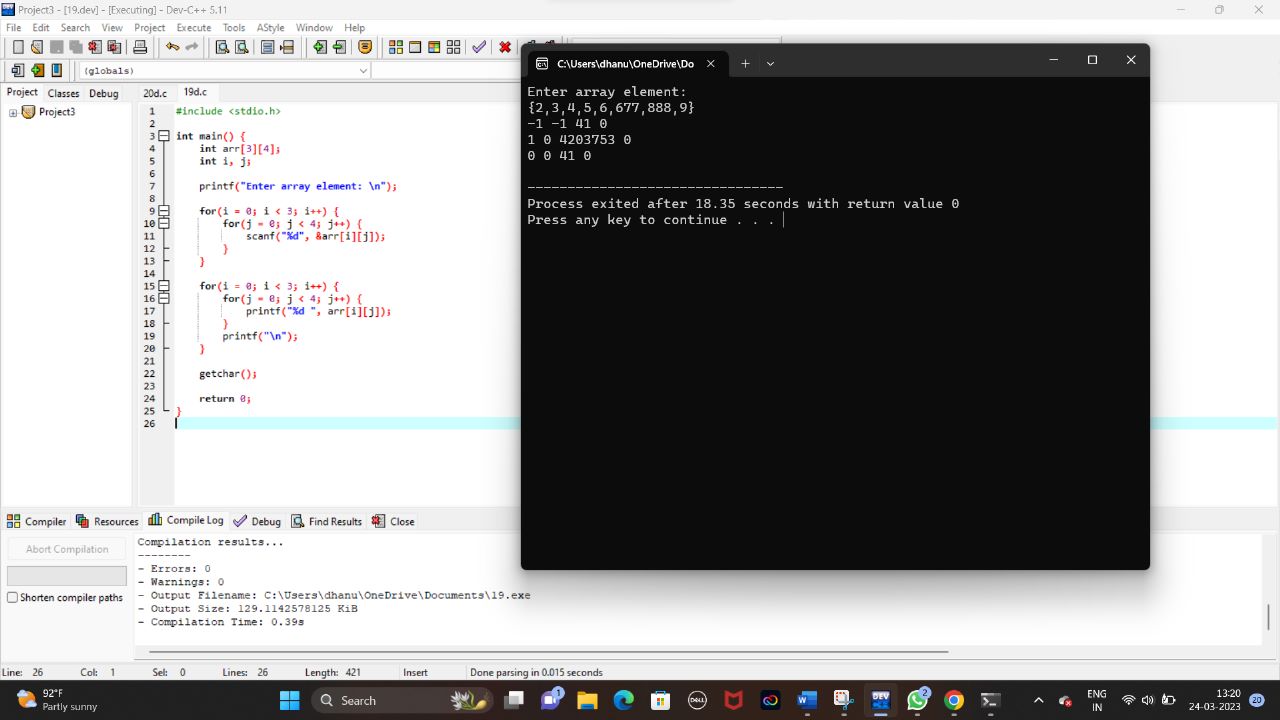 Project3 - [19.dev] - [Executing] - Dev-C++ 5.11
File Edit Search View Project Execute Tools AStyle Window Help
(globals)
Project Classes Debug
Project3
20d.c 19d.c
1 #include <stdio.h>
2
3 int main() {
4 int arr[3][4];
5 int i, j;
6
7 printf("Enter array element: \n");
8
9 for(i = 0; i < 3; i++) {
10 for(j = 0; j < 4; j++) {
11 scanf("%d", &arr[i][j]);
12 }
13 }
14
15 for(i = 0; i < 3; i++) {
16 for(j = 0; j < 4; j++) {
17 printf("%d ", arr[i][j]);
18 }
19 printf("\n");
20 }
21
22 getchar();
23
24 return 0;
25 }
26
C:\Users\dhanu\OneDrive\Do
Enter array element:
{2,3,4,5,6,677,888,9}
-1 -1 41 0
1 0 4203753 0
0 0 41 0
--------------------------------
Process exited after 18.35 seconds with return value 0
Press any key to continue . . .
Compiler Resources Compile Log Debug Find Results Close
Abort Compilation
Shorten compiler paths
Compilation results...
--------
- Errors: 0
- Warnings: 0
- Output Filename: C:\Users\dhanu\OneDrive\Documents\19.exe
- Output Size: 129.1142578125 KiB
- Compilation Time: 0.39s
Line: 26 Col: 1 Sel: 0 Lines: 26 Length: 421 Insert Done parsing in 0.015 seconds
92°F
Partly sunny
Search
1
DELL
DEV
2
ENG
IN
13:20
24-03-2023
20